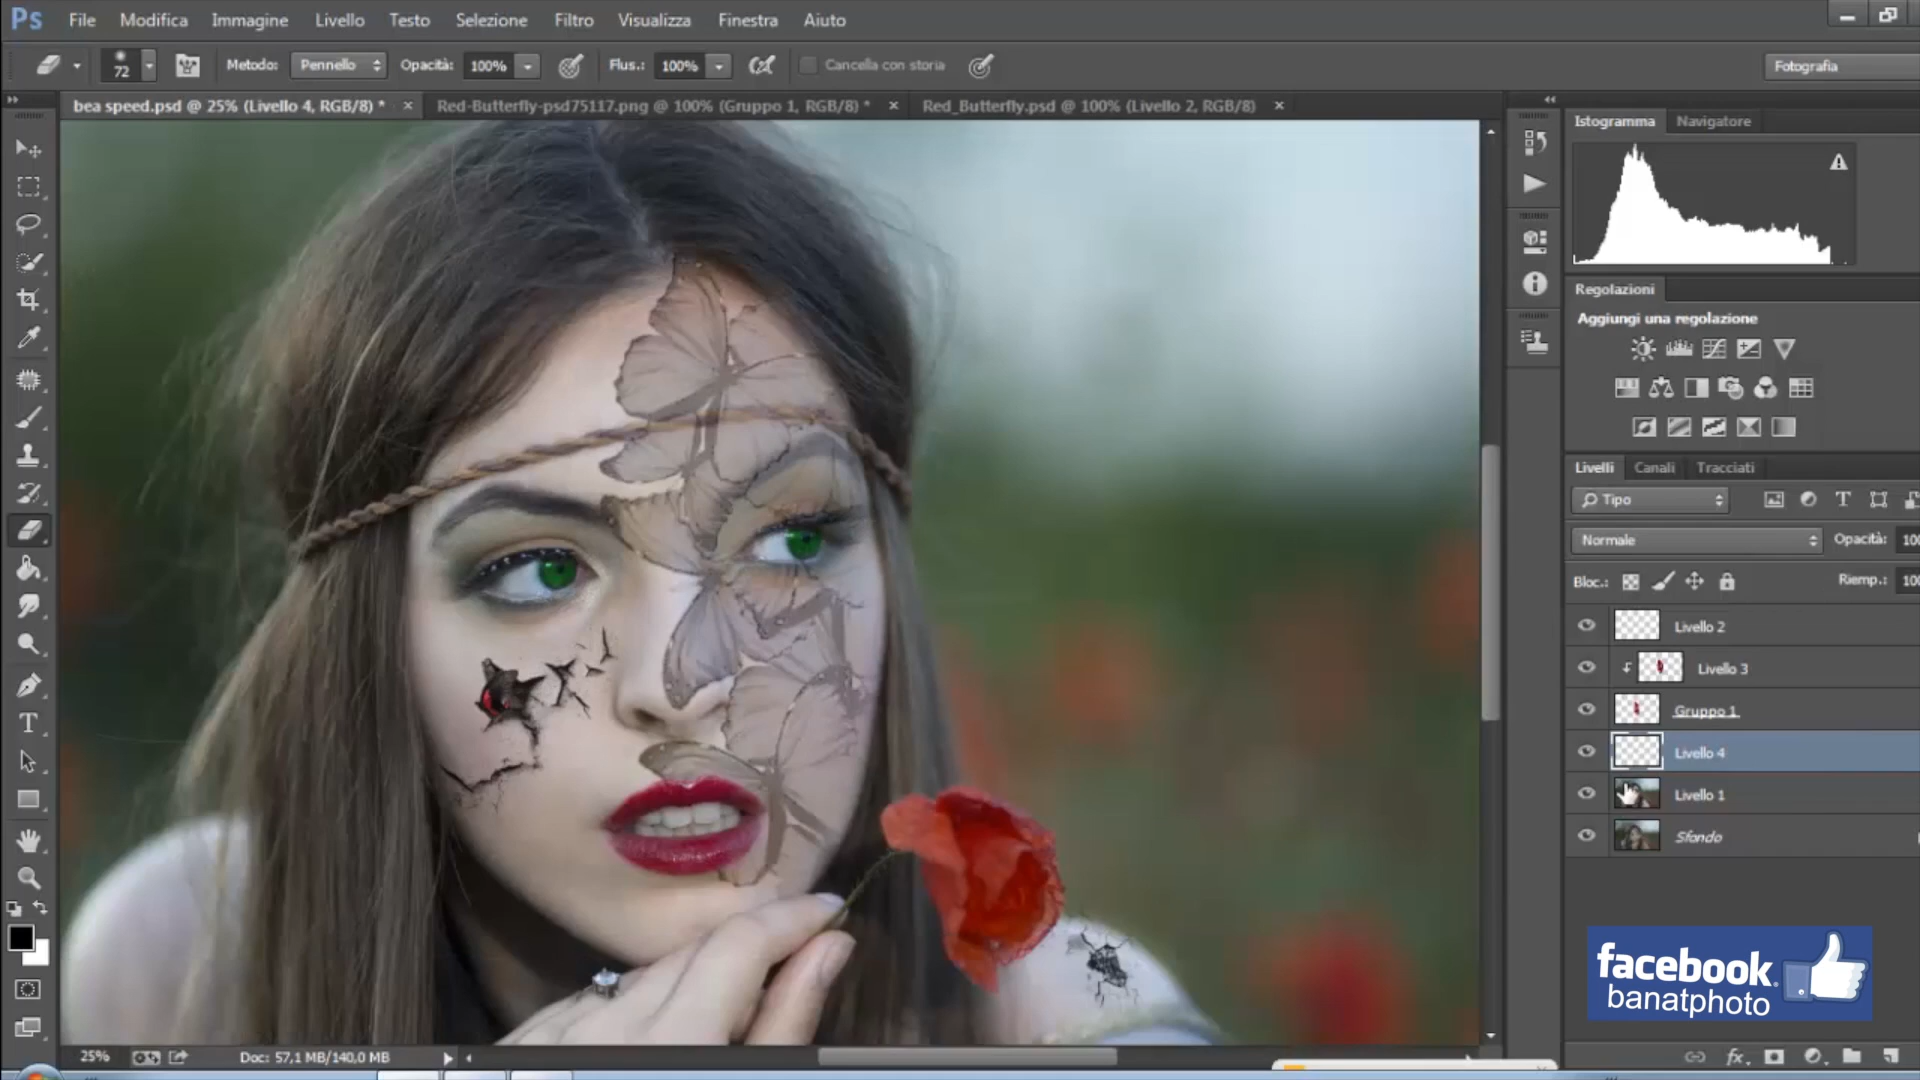 Ps File Modifica Immagine Livello Testo Selezione Filtro Visualizza Finestra Aiuto
72 Metodo: Pennello Opacità: 100% Flus.: 100% Cancella con storia Fotografia
bea speed.psd @ 25% (Livello 4, RGB/8) * × Red-Butterfly-psd75117.png @ 100% (Gruppo 1, RGB/8) * × Red_Butterfly.psd @ 100% (Livello 2, RGB/8) ×
Istogramma Navigatore
Regolazioni
Aggiungi una regolazione
Livelli Canali Tracciati
Tipo
Normale Opacità: 100
Bloc.: Riemp.: 100
Livello 2
Livello 3
Gruppo 1
Livello 4
Livello 1
Sfondo
facebook
banatphoto
25% Doc: 57,1 MB/140,0 MB
fx